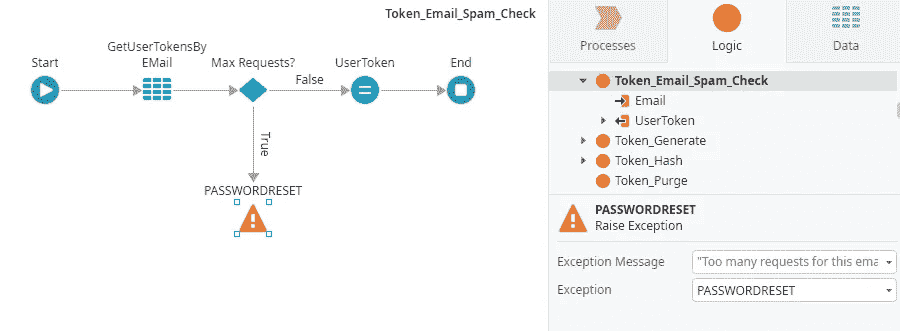 Token_Email_Spam_Check
GetUserTokensBy
EMail
Start
Max Requests?
UserToken
End
False
True
PASSWORDRESET
Processes
Logic
Data
Token_Email_Spam_Check
Email
UserToken
Token_Generate
Token_Hash
Token_Purge
PASSWORDRESET
Raise Exception
Exception Message
"Too many requests for this ema
Exception
PASSWORDRESET